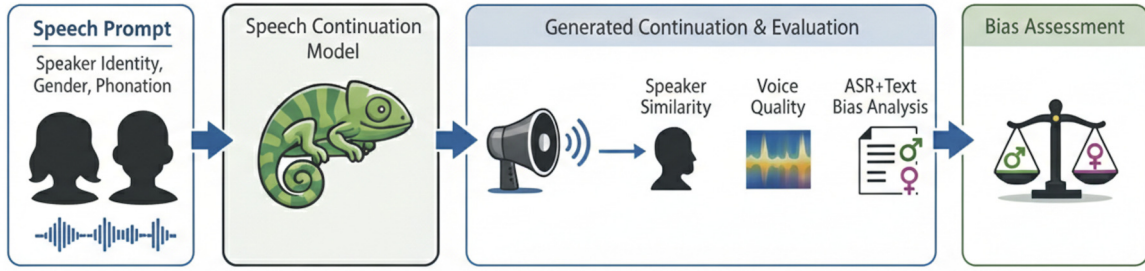 Speech Prompt
Speaker Identity,
Gender, Phonation
Speech Continuation
Model
Generated Continuation & Evaluation
Speaker
Similarity
Voice
Quality
ASR+Text
Bias Analysis
Bias Assessment